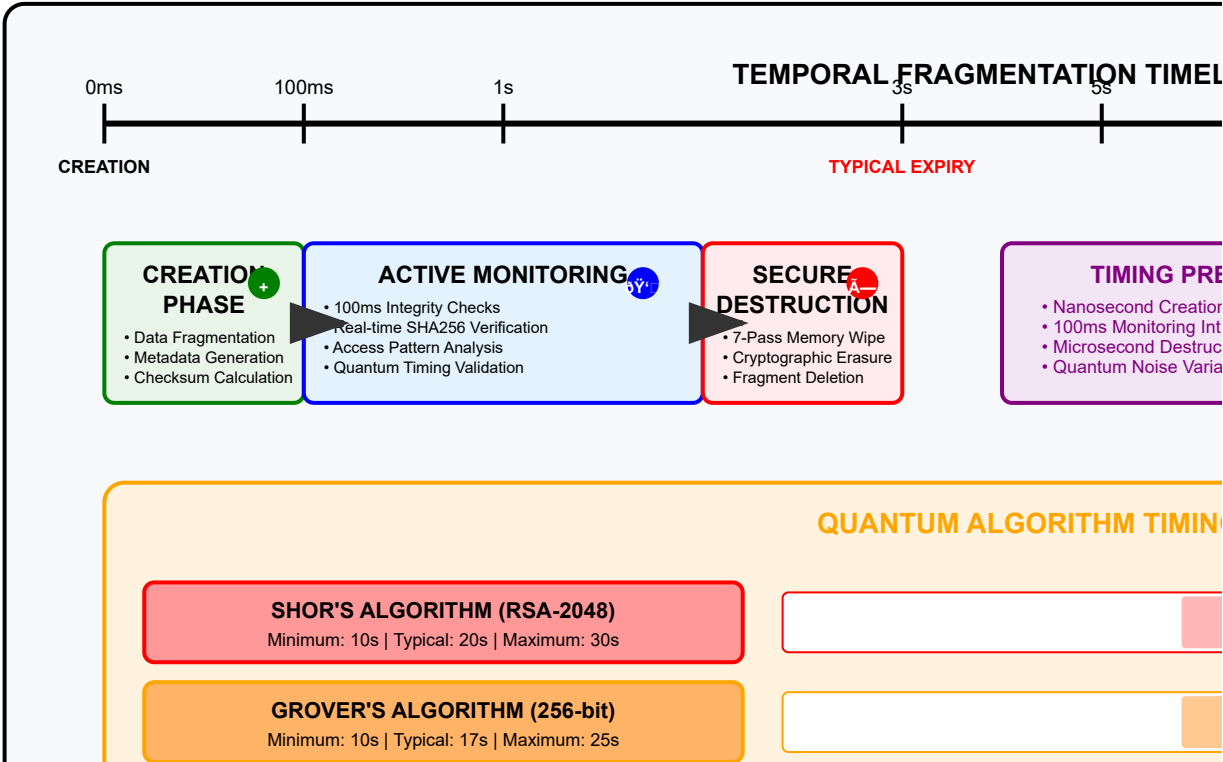 TEMPORAL FRAGMENTATION TIMEL
0ms
100ms
1s
3s
5s
CREATION
TYPICAL EXPIRY
CREATION
PHASE
+
• Data Fragmentation
• Metadata Generation
• Checksum Calculation
ACTIVE MONITORING
• 100ms Integrity Checks
• Real-time SHA256 Verification
• Access Pattern Analysis
• Quantum Timing Validation
SECURE
DESTRUCTION
• 7-Pass Memory Wipe
• Cryptographic Erasure
• Fragment Deletion
TIMING PRE
• Nanosecond Creation
• 100ms Monitoring Int
• Microsecond Destruc
• Quantum Noise Varia
QUANTUM ALGORITHM TIMING
SHOR'S ALGORITHM (RSA-2048)
Minimum: 10s | Typical: 20s | Maximum: 30s
GROVER'S ALGORITHM (256-bit)
Minimum: 10s | Typical: 17s | Maximum: 25s